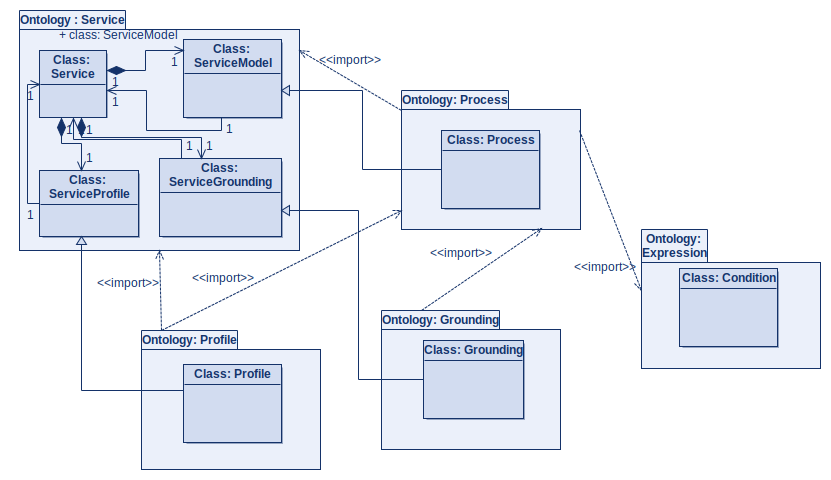 Ontology : Service
+ class: ServiceModel
Class:
Service
Class:
ServiceModel
1
1
1
1
1
1
1
1
1
1
Class:
ServiceProfile
1
Class:
ServiceGrounding
<<import>>
Ontology: Process
Class: Process
<<import>>
<<import>>
<<import>>
<<import>>
Ontology:
Expression
Class: Condition
Ontology: Profile
Class: Profile
Ontology: Grounding
Class: Grounding